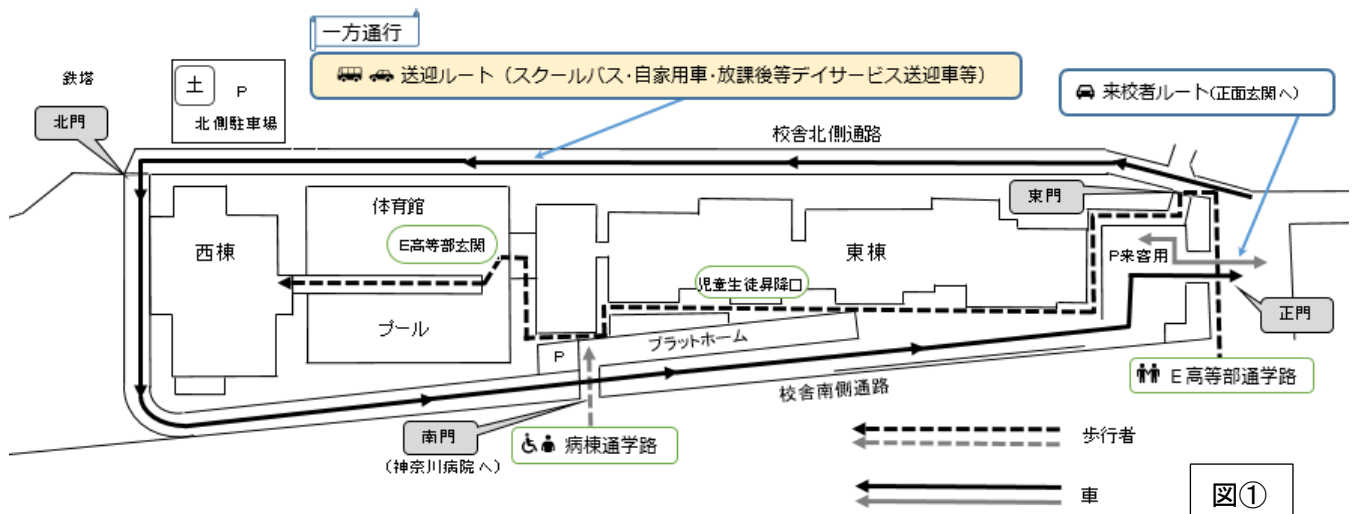 一方通行
送迎ルート（スクールバス・自家用車・放課後等デイサービス送迎車等）
来校者ルート(正面玄関へ)
鉄塔
土
P
北側駐車場
北門
校舎北側通路
東門
体育館
西棟
E高等部玄関
東棟
P来客用
児童生徒昇降口
正門
プール
P
プラットホーム
校舎南側通路
E高等部通学路
南門
(神奈川病院へ)
病棟通学路
歩行者
車
図①